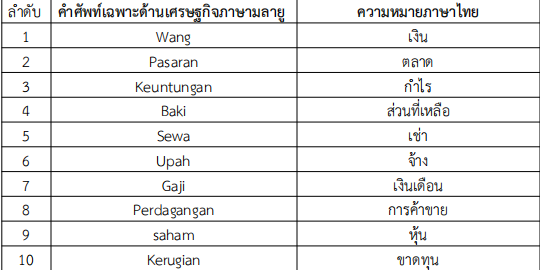 ลำดับ คำศัพท์เฉพาะด้านเศรษฐกิจภาษามลายู ความหมายภาษาไทย
1 Wang เงิน
2 Pasaran ตลาด
3 Keuntungan กำไร
4 Baki ส่วนที่เหลือ
5 Sewa เช่า
6 Upah จ้าง
7 Gaji เงินเดือน
8 Perdagangan การค้าขาย
9 saham หุ้น
10 Kerugian ขาดทุน